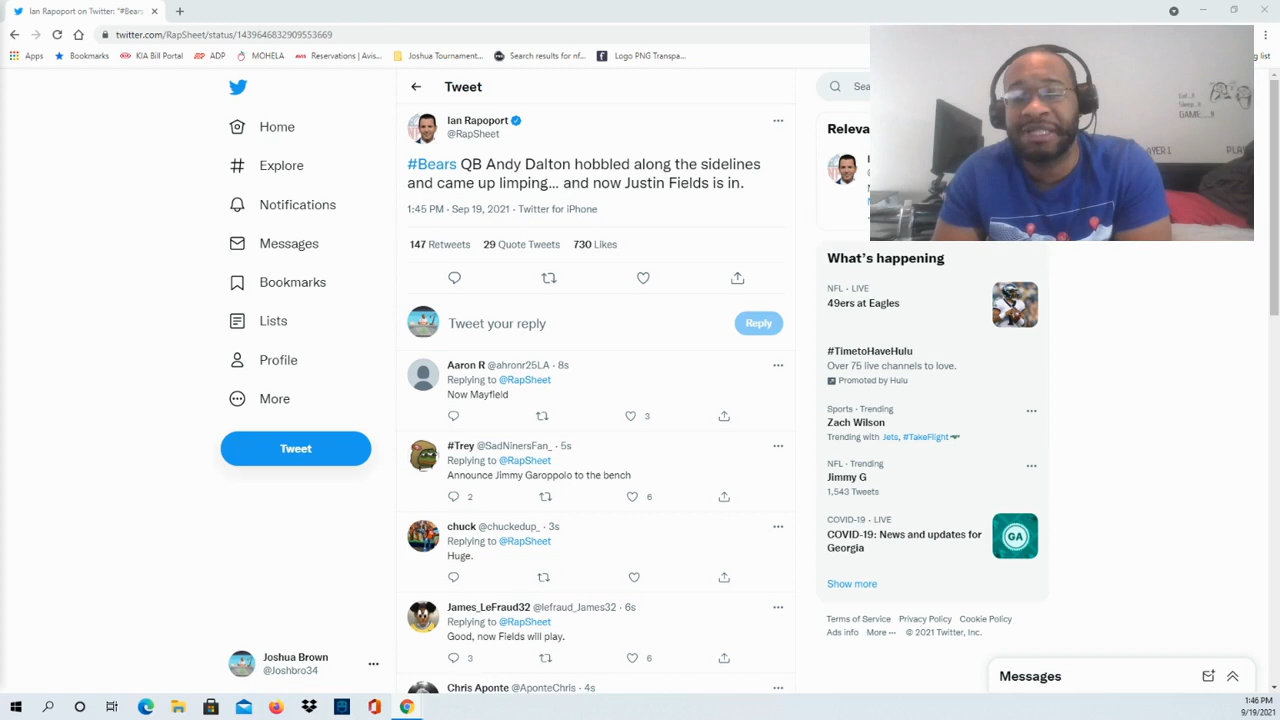 Ian Rapoport on Twitter: "#Bears
twitter.com/RapSheet/status/1439646832909553669
Apps
Bookmarks
KIA Bill Portal
ADP
MOHELA
Reservations | Avis...
Joshua Tournament...
Search results for nf...
Logo PNG Transpa...
ng list
Home
Explore
Notifications
Messages
Bookmarks
Lists
Profile
More
Tweet
Joshua Brown
@Joshbro34
Tweet
Ian Rapoport
@RapSheet
#Bears QB Andy Dalton hobbled along the sidelines
and came up limping... and now Justin Fields is in.
1:45 PM · Sep 19, 2021 · Twitter for iPhone
147 Retweets 29 Quote Tweets 730 Likes
Tweet your reply
Reply
Aaron R @ahronr25LA · 8s
Replying to @RapSheet
Now Mayfield
3
#Trey @SadNinersFan_ · 5s
Replying to @RapSheet
Announce Jimmy Garoppolo to the bench
2 6
chuck @chuckedup_ · 3s
Replying to @RapSheet
Huge.
James_LeFraud32 @lefraud_James32 · 6s
Replying to @RapSheet
Good, now Fields will play.
3 6
Chris Aponte @AponteChris · 4s
Sea
Releva
What's happening
NFL · LIVE
49ers at Eagles
#TimetoHaveHulu
Over 75 live channels to love.
Promoted by Hulu
Sports · Trending
Zach Wilson
Trending with Jets, #TakeFlight
NFL · Trending
Jimmy G
1,543 Tweets
COVID-19 · LIVE
COVID-19: News and updates for
Georgia
GA
Show more
Terms of Service Privacy Policy Cookie Policy
Ads info More ··· © 2021 Twitter, Inc.
Messages
1:46 PM
9/19/2021